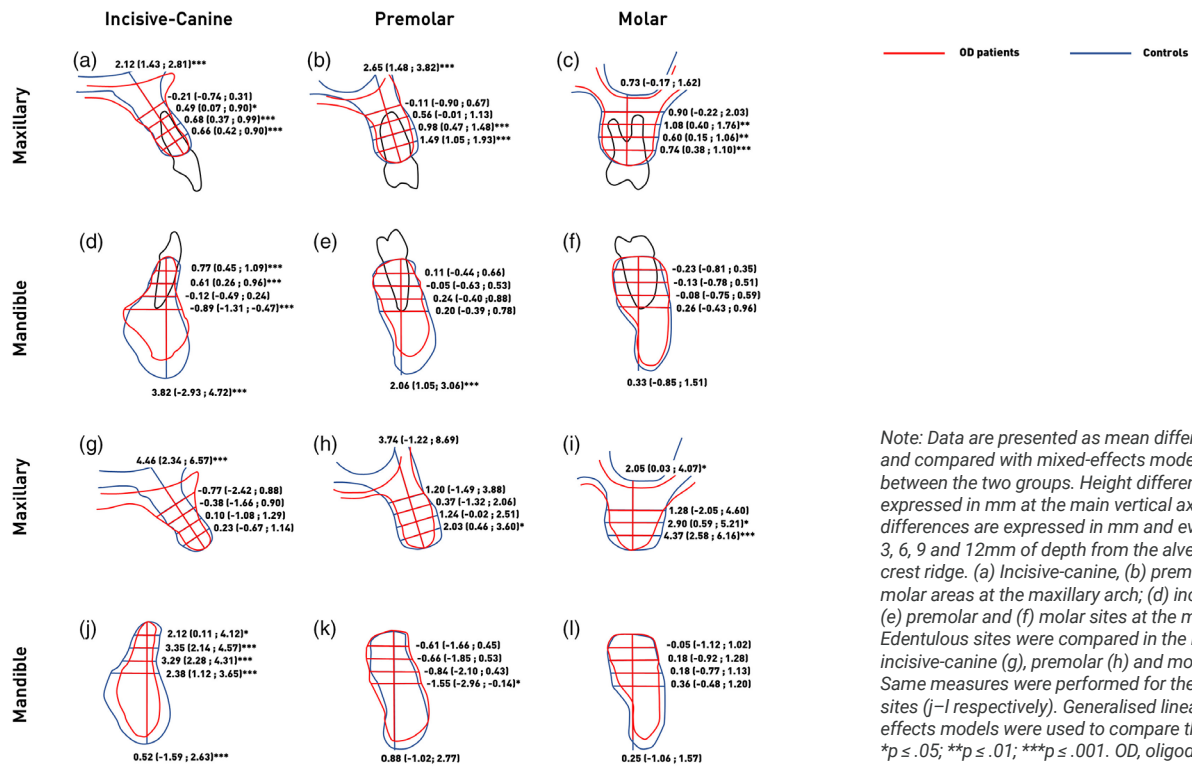 Incisive-Canine Premolar Molar
OD patients Controls
Maxillary
(a) 2.12 (1.43 ; 2.81)***
-0.21 (-0.74 ; 0.31)
0.49 (0.07 ; 0.90)*
0.68 (0.37 ; 0.99)***
0.66 (0.42 ; 0.90)***
(b) 2.65 (1.48 ; 3.82)***
-0.11 (-0.90 ; 0.67)
0.56 (-0.01 ; 1.13)
0.98 (0.47 ; 1.48)***
1.49 (1.05 ; 1.93)***
(c) 0.73 (-0.17 ; 1.62)
0.90 (-0.22 ; 2.03)
1.08 (0.40 ; 1.76)**
0.60 (0.15 ; 1.06)**
0.74 (0.38 ; 1.10)***
Mandible
(d)
0.77 (0.45 ; 1.09)***
0.61 (0.26 ; 0.96)***
-0.12 (-0.49 ; 0.24)
-0.89 (-1.31 ; -0.47)***
3.82 (-2.93 ; 4.72)***
(e)
0.11 (-0.44 ; 0.66)
-0.05 (-0.63 ; 0.53)
0.24 (-0.40 ;0.88)
0.20 (-0.39 ; 0.78)
2.06 (1.05; 3.06)***
(f)
-0.23 (-0.81 ; 0.35)
-0.13 (-0.78 ; 0.51)
-0.08 (-0.75 ; 0.59)
0.26 (-0.43 ; 0.96)
0.33 (-0.85 ; 1.51)
Maxillary
(g) 4.46 (2.34 ; 6.57)***
-0.77 (-2.42 ; 0.88)
-0.38 (-1.66 ; 0.90)
0.10 (-1.08 ; 1.29)
0.23 (-0.67 ; 1.14)
(h) 3.74 (-1.22 ; 8.69)
1.20 (-1.49 ; 3.88)
0.37 (-1.32 ; 2.06)
1.24 (-0.02 ; 2.51)
2.03 (0.46 ; 3.60)*
(i) 2.05 (0.03 ; 4.07)*
1.28 (-2.05 ; 4.60)
2.90 (0.59 ; 5.21)*
4.37 (2.58 ; 6.16)***
Mandible
(j)
2.12 (0.11 ; 4.12)*
3.35 (2.14 ; 4.57)***
3.29 (2.28 ; 4.31)***
2.38 (1.12 ; 3.65)***
0.52 (-1.59 ; 2.63)***
(k)
-0.61 (-1.66 ; 0.45)
-0.66 (-1.85 ; 0.53)
-0.84 (-2.10 ; 0.43)
-1.55 (-2.96 ; -0.14)*
0.88 (-1.02; 2.77)
(l)
-0.05 (-1.12 ; 1.02)
0.18 (-0.92 ; 1.28)
0.18 (-0.77 ; 1.13)
0.36 (-0.48 ; 1.20)
0.25 (-1.06 ; 1.57)
Note: Data are presented as mean differe
and compared with mixed-effects mode
between the two groups. Height differen
expressed in mm at the main vertical ax
differences are expressed in mm and ev
3, 6, 9 and 12mm of depth from the alve
crest ridge. (a) Incisive-canine, (b) prem
molar areas at the maxillary arch; (d) inc
(e) premolar and (f) molar sites at the m
Edentulous sites were compared in the
incisive-canine (g), premolar (h) and mo
Same measures were performed for the
sites (j–l respectively). Generalised linea
effects models were used to compare th
*p ≤ .05; **p ≤ .01; ***p ≤ .001. OD, oligod